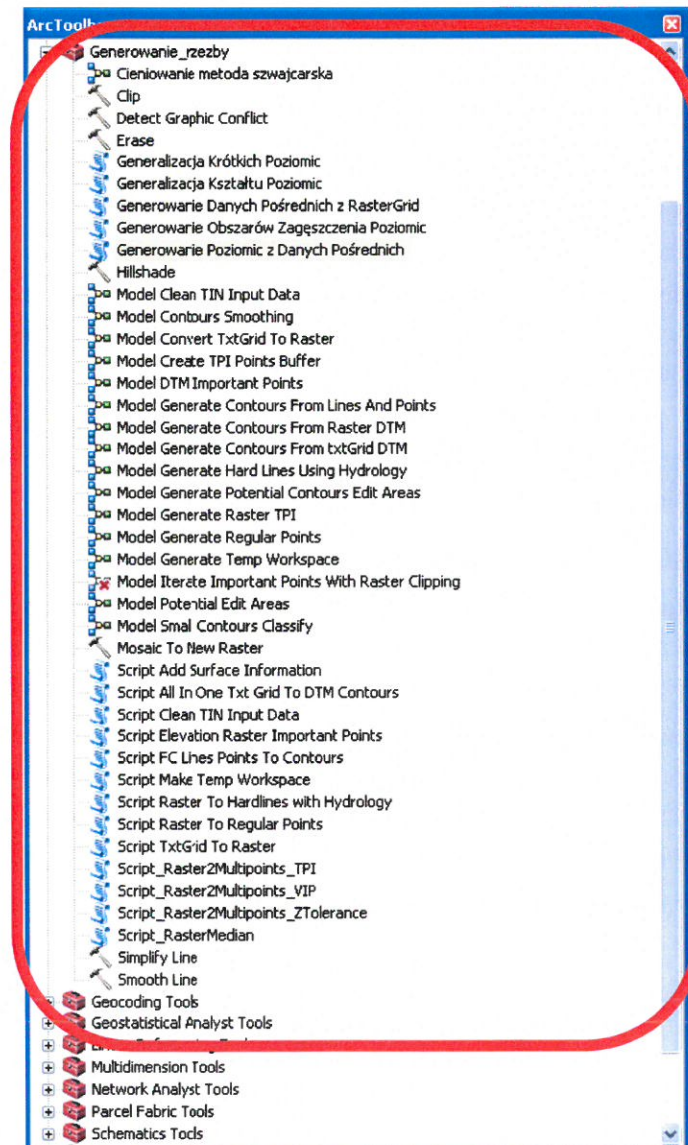 ArcToolb
Generowanie_rzezby
Cieniowanie metoda szwajcarska
Clip
Detect Graphic Conflict
Erase
Generalizacja Krótkich Poziomic
Generalizacja Kształtu Poziomic
Generowanie Danych Pośrednich z RasterGrid
Generowanie Obszarów Zagęszczenia Poziomic
Generowanie Poziomic z Danych Pośrednich
Hillshade
Model Clean TIN Input Data
Model Contours Smoothing
Model Convert TxtGrid To Raster
Model Create TPI Points Buffer
Model DTM Important Points
Model Generate Contours From Lines And Points
Model Generate Contours From Raster DTM
Model Generate Contours From txtGrid DTM
Model Generate Hard Lines Using Hydrology
Model Generate Potential Contours Edit Areas
Model Generate Raster TPI
Model Generate Regular Points
Model Generate Temp Workspace
Model Iterate Important Points With Raster Clipping
Model Potential Edit Areas
Model Smal Contours Classify
Mosaic To New Raster
Script Add Surface Information
Script All In One Txt Grid To DTM Contours
Script Clean TIN Input Data
Script Elevation Raster Important Points
Script FC Lines Points To Contours
Script Make Temp Workspace
Script Raster To Hardlines with Hydrology
Script Raster To Regular Points
Script TxtGrid To Raster
Script_Raster2Multipoints_TPI
Script_Raster2Multipoints_VIP
Script_Raster2Multipoints_ZTolerance
Script_RasterMedian
Simplify Line
Smooth Line
Geocoding Tools
Geostatistical Analyst Tools
Multidimension Tools
Network Analyst Tools
Parcel Fabric Tools
Schematics Tools